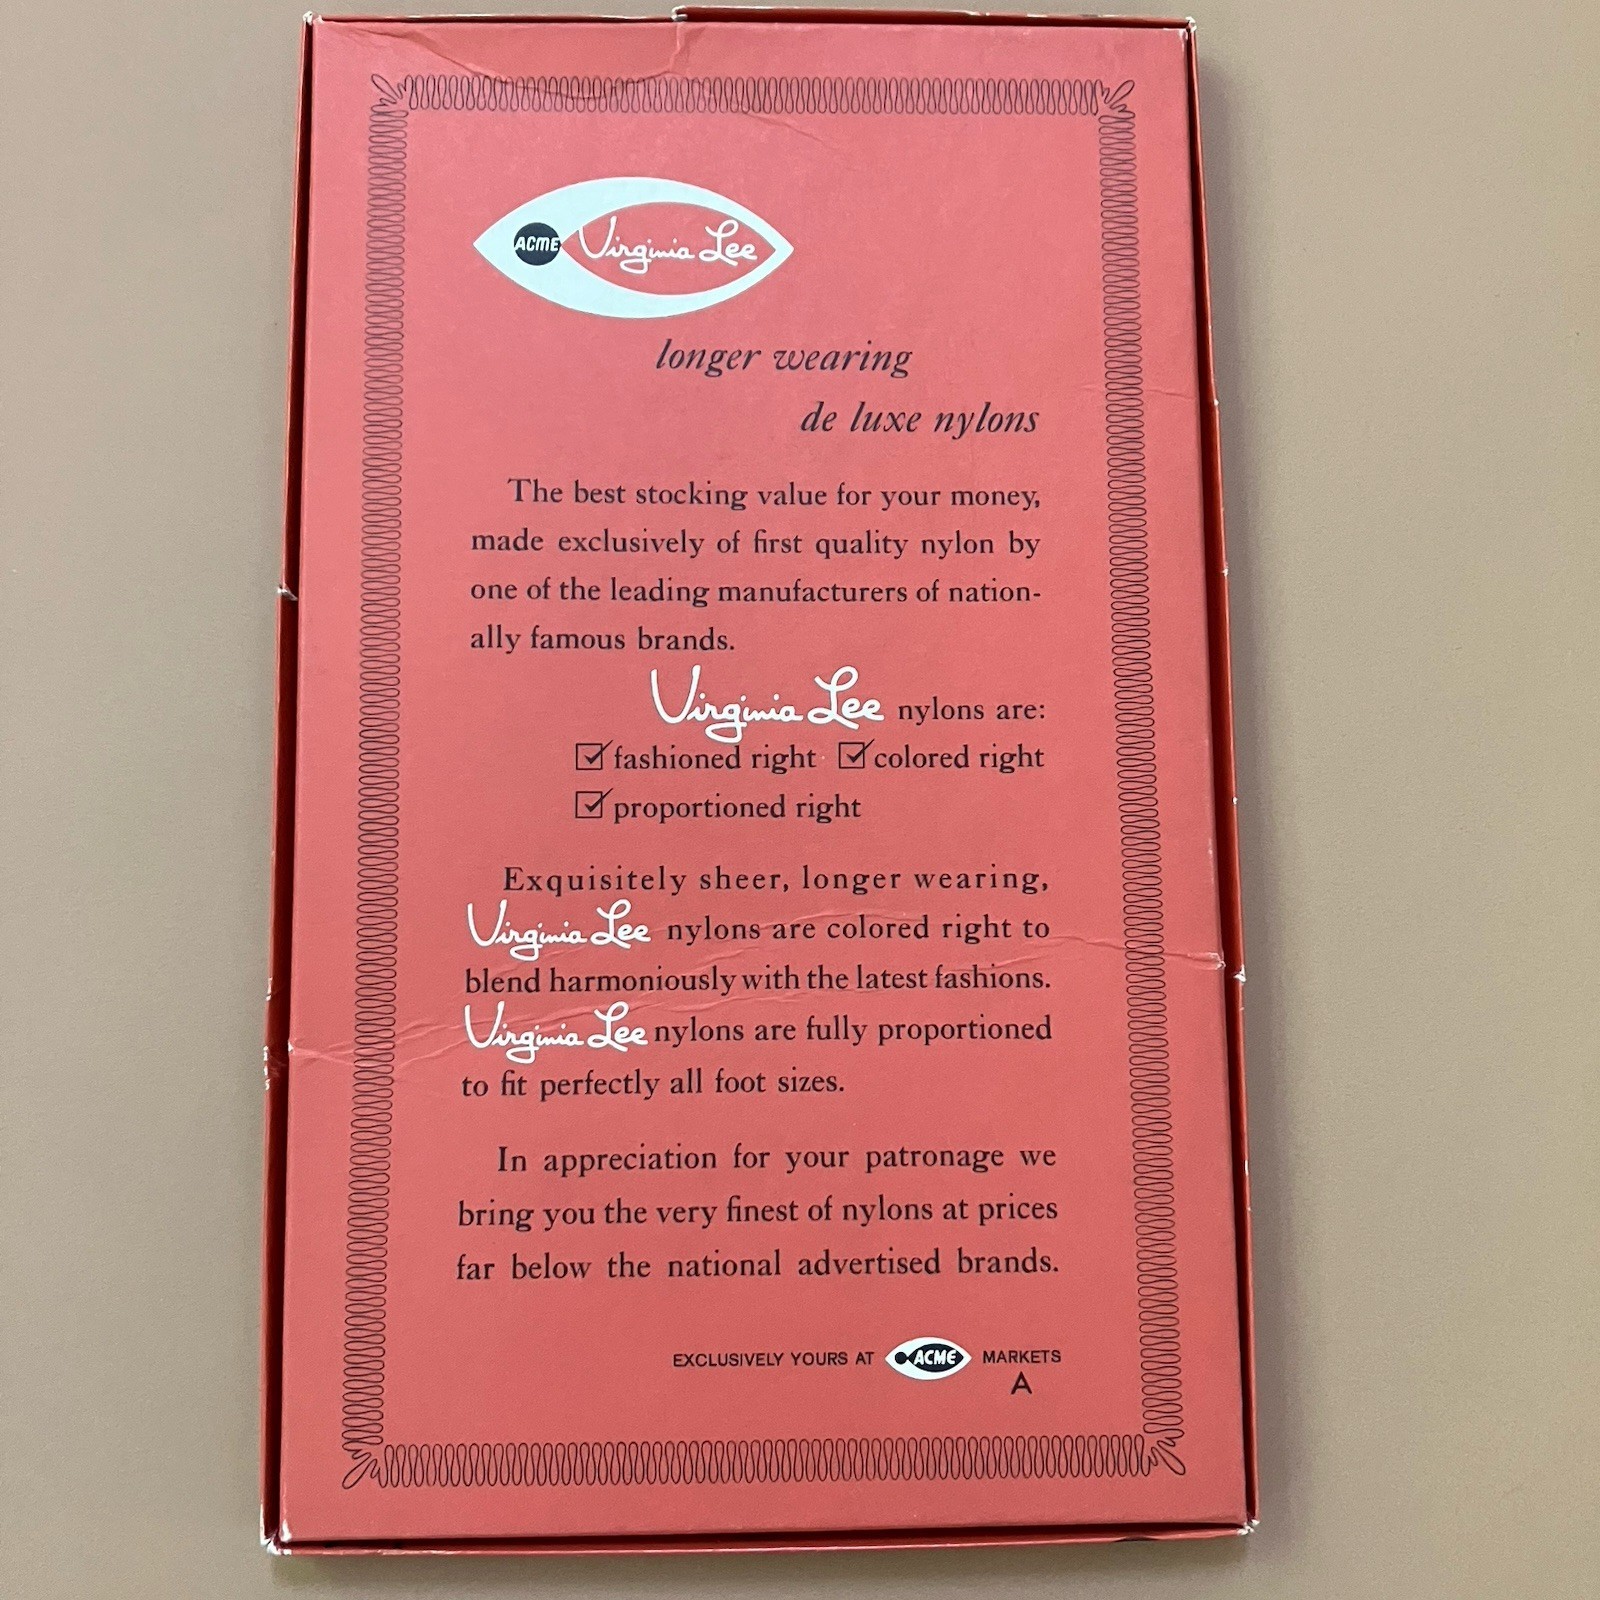 ACME Virginia Lee
longer wearing
de luxe nylons
The best stocking value for your money,
made exclusively of first quality nylon by
one of the leading manufacturers of nation-
ally famous brands.
Virginia Lee nylons are:
☑ fashioned right ☑ colored right
☑ proportioned right
Exquisitely sheer, longer wearing,
Virginia Lee nylons are colored right to
blend harmoniously with the latest fashions.
Virginia Lee nylons are fully proportioned
to fit perfectly all foot sizes.
In appreciation for your patronage we
bring you the very finest of nylons at prices
far below the national advertised brands.
EXCLUSIVELY YOURS AT ACME MARKETS
A